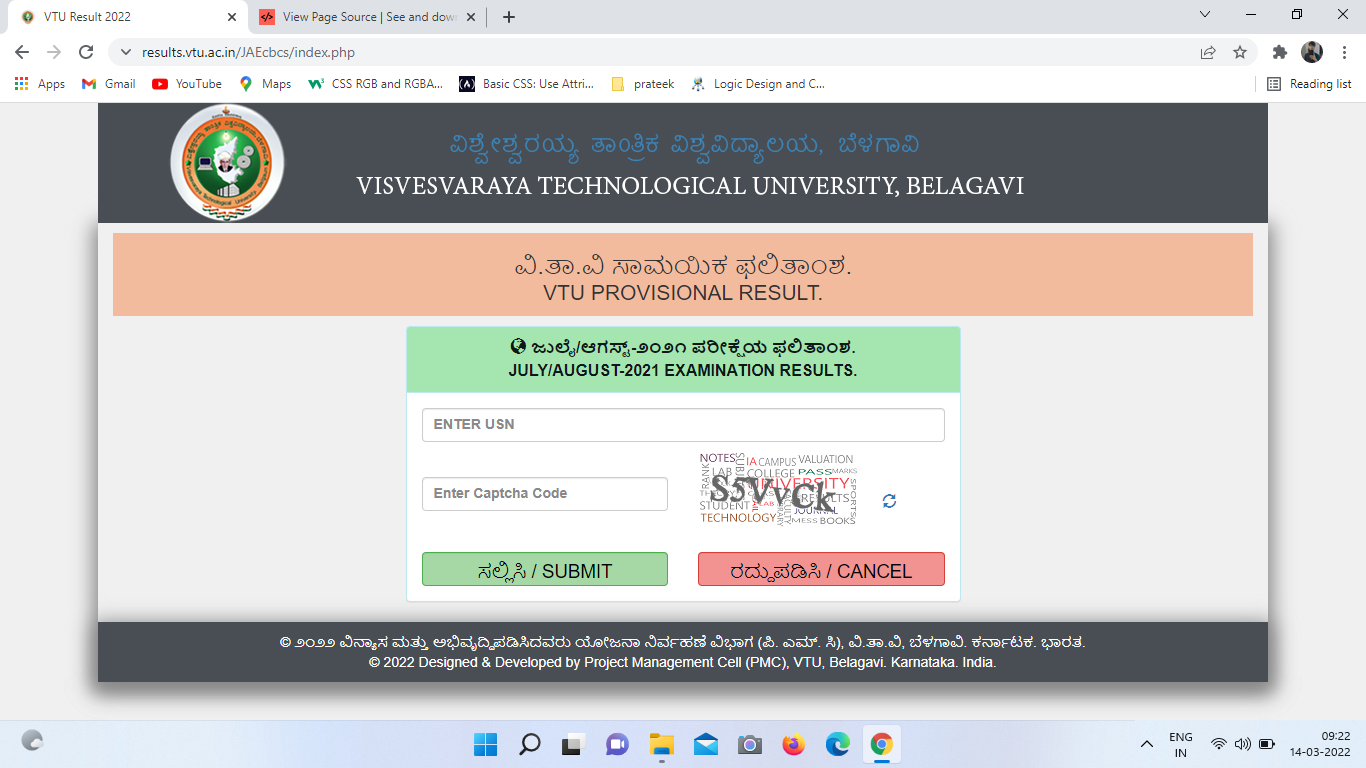 VTU Result 2022
View Page Source | See and down
results.vtu.ac.in/JAEcbcs/index.php
Apps
Gmail
YouTube
Maps
CSS RGB and RGBA...
Basic CSS: Use Attri...
prateek
Logic Design and C...
Reading list
ವಿಶ್ವೇಶ್ವರಯ್ಯ ತಾಂತ್ರಿಕ ವಿಶ್ವವಿದ್ಯಾಲಯ, ಬೆಳಗಾವಿ
VISVESVARAYA TECHNOLOGICAL UNIVERSITY, BELAGAVI
ವಿ.ತಾ.ವಿ ಸಾಮಯಿಕ ಫಲಿತಾಂಶ.
VTU PROVISIONAL RESULT.
ಜುಲೈ/ಆಗಸ್ಟ್-೨೦೨೧ ಪರೀಕ್ಷೆಯ ಫಲಿತಾಂಶ.
JULY/AUGUST-2021 EXAMINATION RESULTS.
ENTER USN
Enter Captcha Code
NOTES SUBJ IA CAMPUS VALUATION
RANK LAB COLLEGE PASS MARKS
UNIVERSITY
S5VvCk
STUDENT LAB RESULTS SPORTS
JOURNAL
TECHNOLOGY MESS BOOKS
ಸಲ್ಲಿಸಿ / SUBMIT
ರದ್ದುಪಡಿಸಿ / CANCEL
© ೨೦೨೨ ವಿನ್ಯಾಸ ಮತ್ತು ಅಭಿವೃದ್ಧಿಪಡಿಸಿದವರು ಯೋಜನಾ ನಿರ್ವಹಣೆ ವಿಭಾಗ (ಪಿ. ಎಮ್. ಸಿ), ವಿ.ತಾ.ವಿ, ಬೆಳಗಾವಿ. ಕರ್ನಾಟಕ. ಭಾರತ.
© 2022 Designed & Developed by Project Management Cell (PMC), VTU, Belagavi. Karnataka. India.
ENG
IN
09:22
14-03-2022